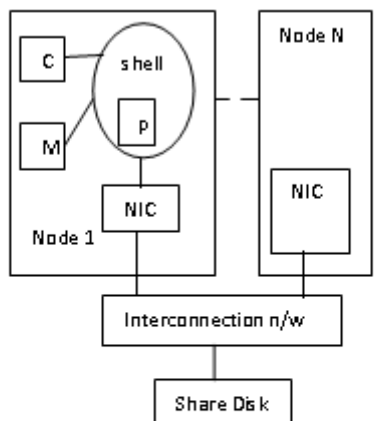 C
shell
P
M
NIC
Node 1
Node N
NIC
Interconnection n/w
Share Disk